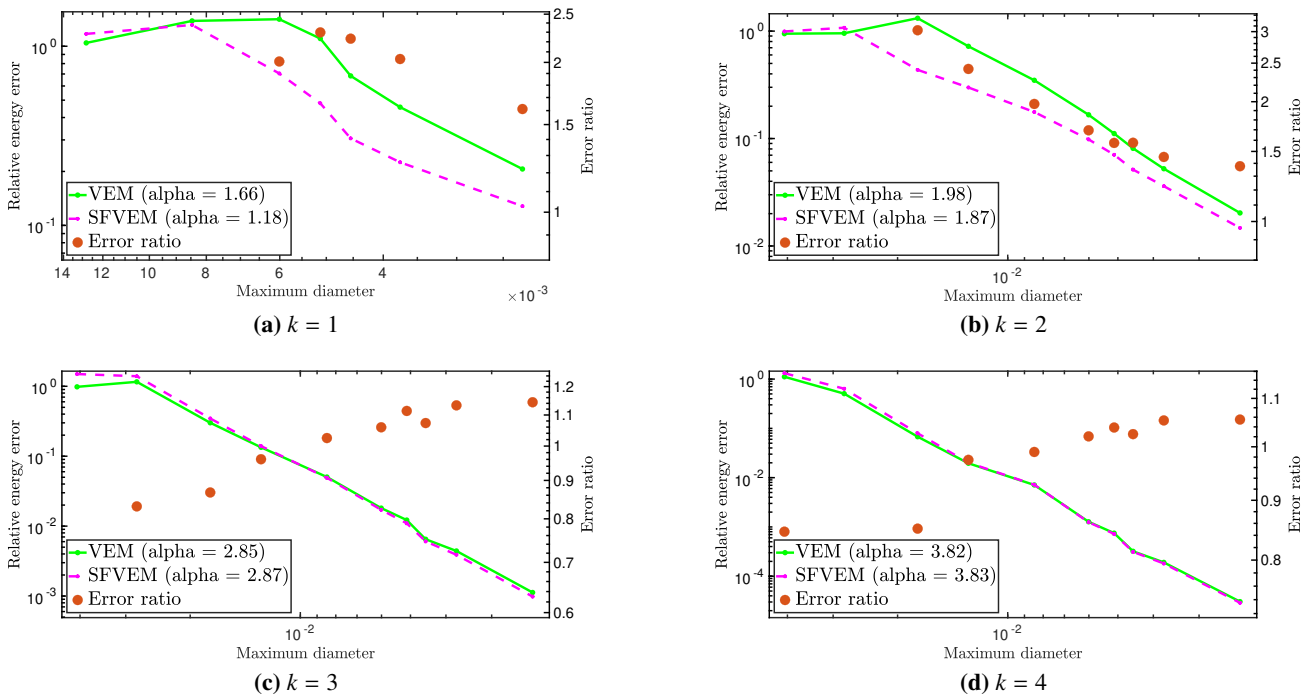 Relative energy error
10^0
10^-1
2.5
2
1.5
1
Error ratio
VEM (alpha = 1.66)
SFVEM (alpha = 1.18)
Error ratio
14 12 10 8 6 4
×10^-3
Maximum diameter
(a) k = 1
Relative energy error
10^0
10^-1
10^-2
3
2.5
2
1.5
1
Error ratio
VEM (alpha = 1.98)
SFVEM (alpha = 1.87)
Error ratio
10^-2
Maximum diameter
(b) k = 2
Relative energy error
10^0
10^-1
10^-2
10^-3
1.2
1.1
1
0.9
0.8
0.7
0.6
Error ratio
VEM (alpha = 2.85)
SFVEM (alpha = 2.87)
Error ratio
10^-2
Maximum diameter
(c) k = 3
Relative energy error
10^0
10^-2
10^-4
1.1
1
0.9
0.8
Error ratio
VEM (alpha = 3.82)
SFVEM (alpha = 3.83)
Error ratio
10^-2
Maximum diameter
(d) k = 4